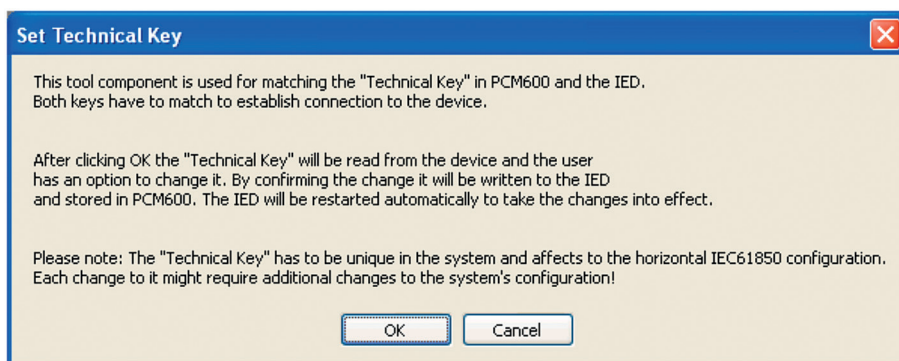 Set Technical Key
This tool component is used for matching the "Technical Key" in PCM600 and the IED.
Both keys have to match to establish connection to the device.
After clicking OK the "Technical Key" will be read from the device and the user
has an option to change it. By confirming the change it will be written to the IED
and stored in PCM600. The IED will be restarted automatically to take the changes into effect.
Please note: The "Technical Key" has to be unique in the system and affects to the horizontal IEC61850 configuration.
Each change to it might require additional changes to the system's configuration!
OK Cancel